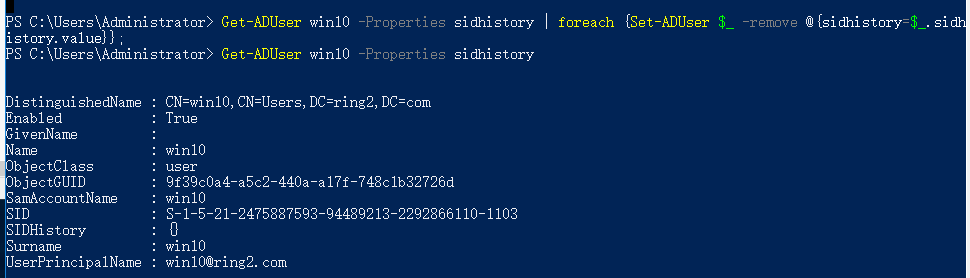 PS C:\Users\Administrator> Get-ADUser win10 -Properties sidhistory | foreach {Set-ADUser $_ -remove @{sidhistory=$_.sidh
istory.value}};
PS C:\Users\Administrator> Get-ADUser win10 -Properties sidhistory
DistinguishedName : CN=win10,CN=Users,DC=ring2,DC=com
Enabled           : True
GivenName         :
Name              : win10
ObjectClass       : user
ObjectGUID        : 9f39c0a4-a5c2-440a-a17f-748c1b32726d
SamAccountName    : win10
SID               : S-1-5-21-2475887593-94489213-2292866110-1103
SIDHistory        : {}
Surname           : win10
UserPrincipalName : win10@ring2.com